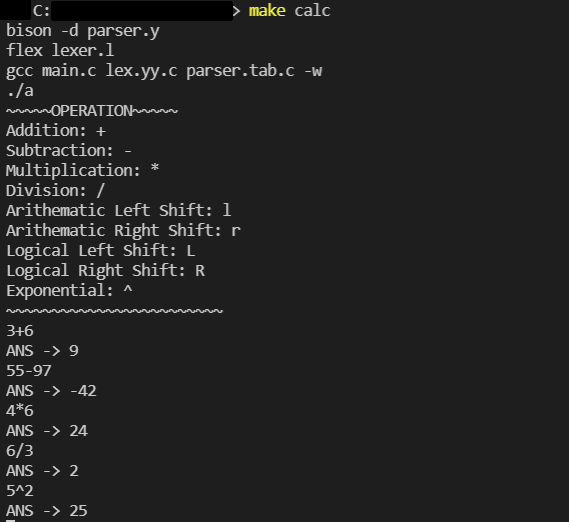 C: > make calc
bison -d parser.y
flex lexer.l
gcc main.c lex.yy.c parser.tab.c -w
./a
~~~~~OPERATION~~~~~
Addition: +
Subtraction: -
Multiplication: *
Division: /
Arithematic Left Shift: l
Arithematic Right Shift: r
Logical Left Shift: L
Logical Right Shift: R
Exponential: ^
~~~~~~~~~~~~~~~~~~~~~~~~
3+6
ANS -> 9
55-97
ANS -> -42
4*6
ANS -> 24
6/3
ANS -> 2
5^2
ANS -> 25